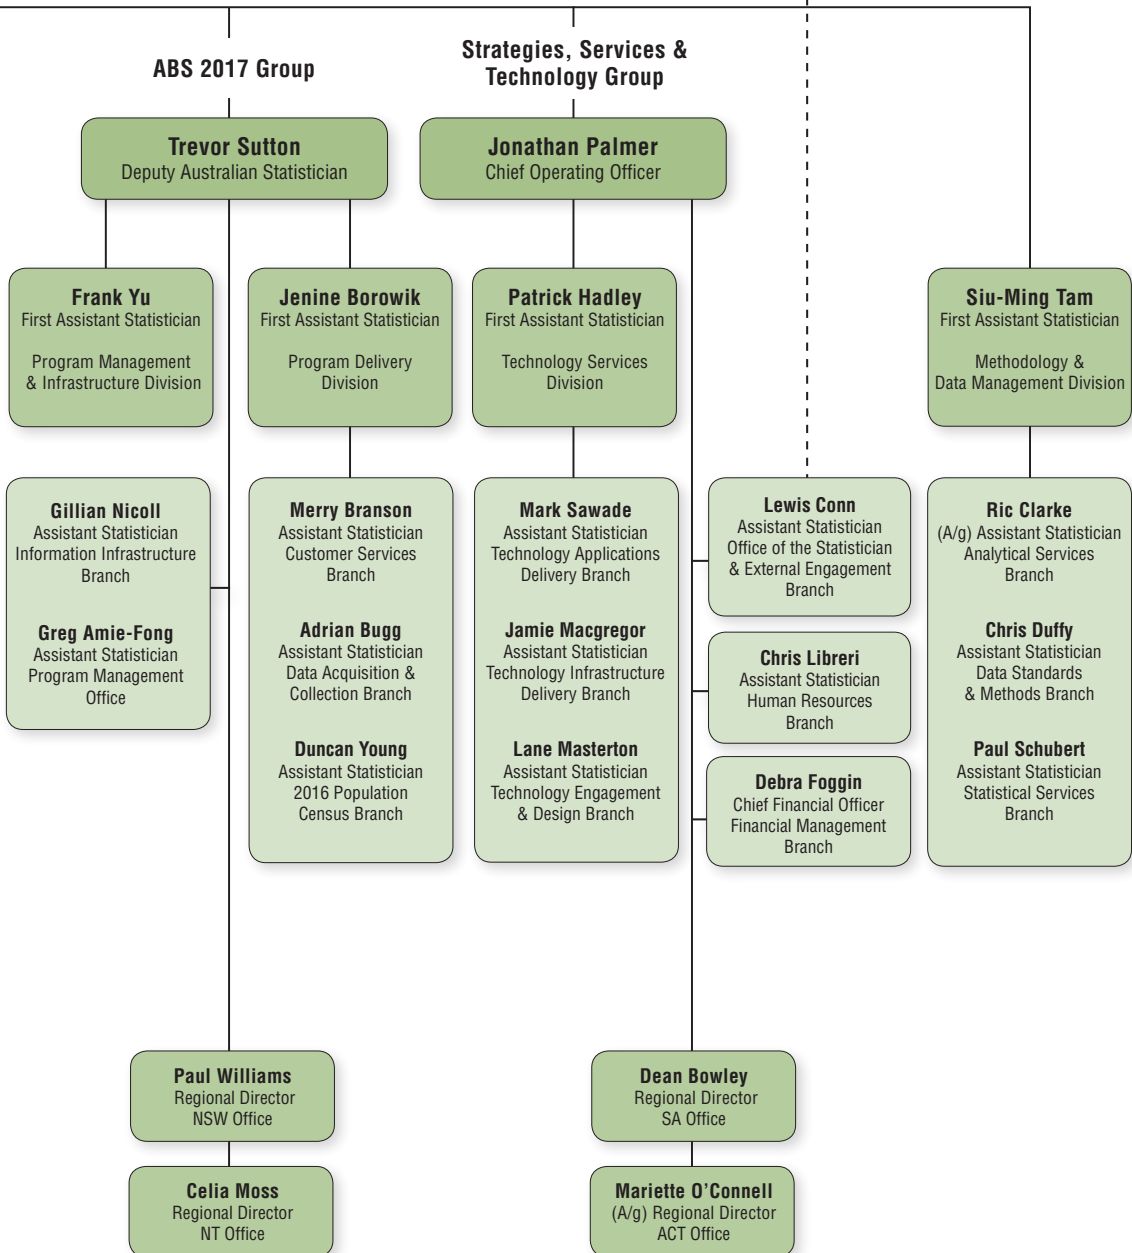 ABS 2017 Group
Strategies, Services &
Technology Group
Trevor Sutton
Deputy Australian Statistician
Jonathan Palmer
Chief Operating Officer
Frank Yu
First Assistant Statistician
Program Management
& Infrastructure Division
Jenine Borowik
First Assistant Statistician
Program Delivery
Division
Patrick Hadley
First Assistant Statistician
Technology Services
Division
Siu-Ming Tam
First Assistant Statistician
Methodology &
Data Management Division
Gillian Nicoll
Assistant Statistician
Information Infrastructure
Branch
Greg Amie-Fong
Assistant Statistician
Program Management
Office
Merry Branson
Assistant Statistician
Customer Services
Branch
Adrian Bugg
Assistant Statistician
Data Acquisition &
Collection Branch
Duncan Young
Assistant Statistician
2016 Population
Census Branch
Mark Sawade
Assistant Statistician
Technology Applications
Delivery Branch
Jamie Macgregor
Assistant Statistician
Technology Infrastructure
Delivery Branch
Lane Masterton
Assistant Statistician
Technology Engagement
& Design Branch
Lewis Conn
Assistant Statistician
Office of the Statistician
& External Engagement
Branch
Chris Libreri
Assistant Statistician
Human Resources
Branch
Debra Foggin
Chief Financial Officer
Financial Management
Branch
Ric Clarke
(A/g) Assistant Statistician
Analytical Services
Branch
Chris Duffy
Assistant Statistician
Data Standards
& Methods Branch
Paul Schubert
Assistant Statistician
Statistical Services
Branch
Paul Williams
Regional Director
NSW Office
Celia Moss
Regional Director
NT Office
Dean Bowley
Regional Director
SA Office
Mariette O’Connell
(A/g) Regional Director
ACT Office